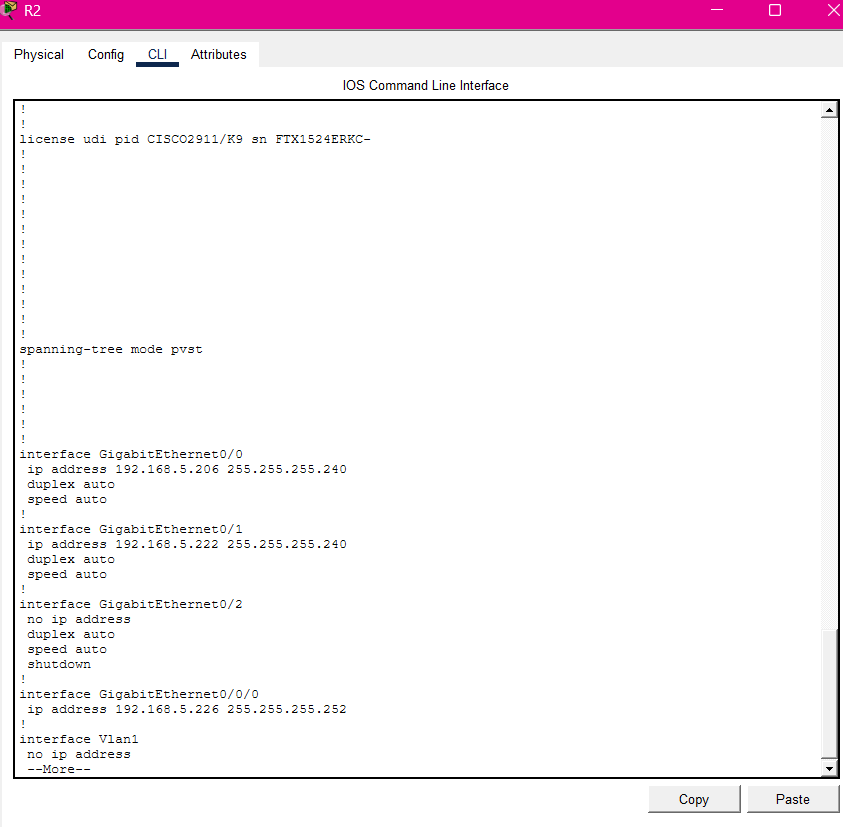 R2
Physical Config CLI Attributes
IOS Command Line Interface
!
!
license udi pid CISCO2911/K9 sn FTX1524ERKC-
!
!
!
!
!
!
!
!
!
!
!
!
!
spanning-tree mode pvst
!
!
!
!
!
!
interface GigabitEthernet0/0
 ip address 192.168.5.206 255.255.255.240
 duplex auto
 speed auto
!
interface GigabitEthernet0/1
 ip address 192.168.5.222 255.255.255.240
 duplex auto
 speed auto
!
interface GigabitEthernet0/2
 no ip address
 duplex auto
 speed auto
 shutdown
!
interface GigabitEthernet0/0/0
 ip address 192.168.5.226 255.255.255.252
!
interface Vlan1
 no ip address
 --More--
Copy Paste